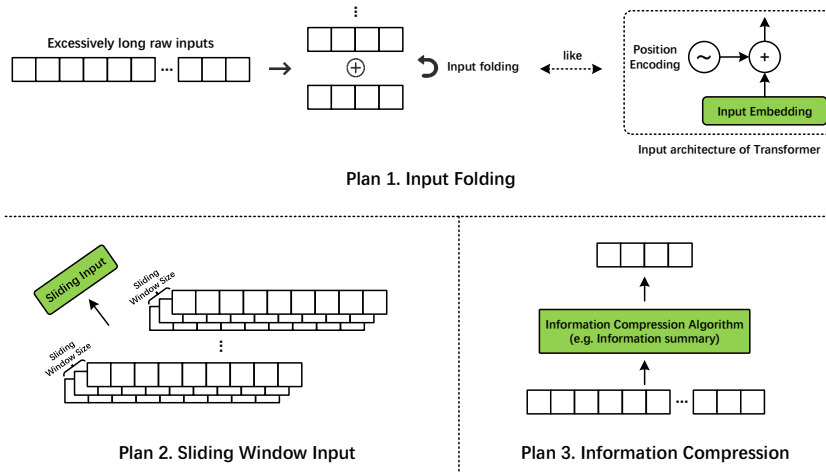 Excessively long raw inputs
...
⋮
Input folding
like
Position
Encoding
Input Embedding
Input architecture of Transformer
Plan 1. Input Folding
Sliding Input
Sliding
Window Size
⋮
Sliding
Window Size
Plan 2. Sliding Window Input
Information Compression Algorithm
(e.g. Information summary)
...
Plan 3. Information Compression